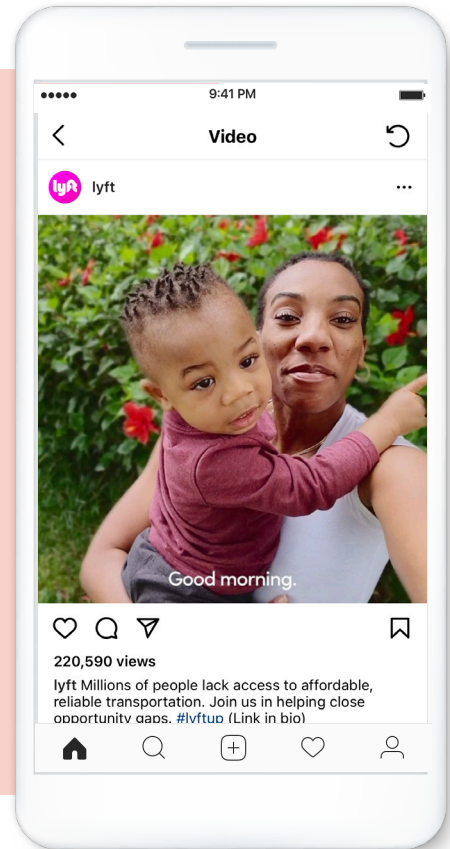 9:41 PM
Video
lyft lyft
Good morning.
220,590 views
lyft Millions of people lack access to affordable,
reliable transportation. Join us in helping close
opportunity gaps. #lyftup (Link in bio)